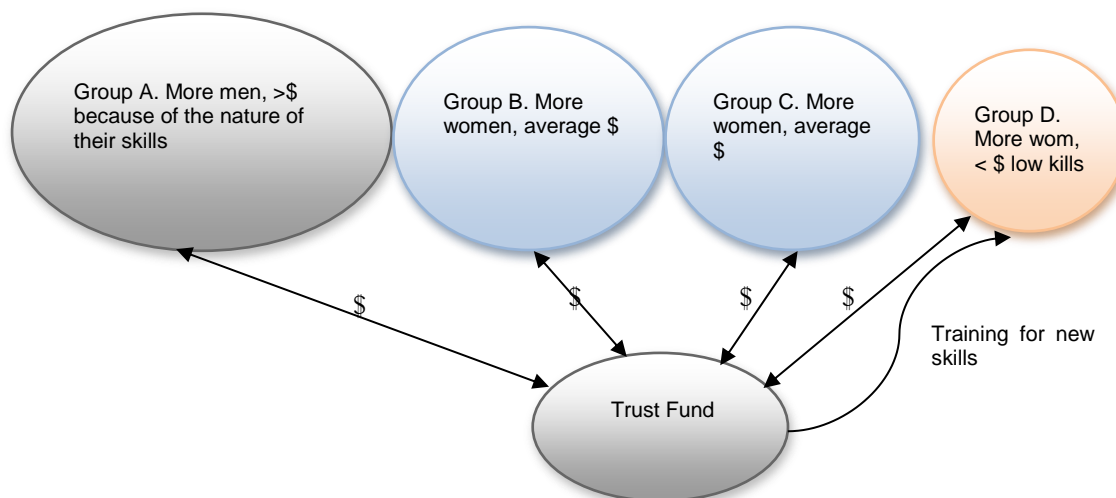 Group A. More men, >$
because of the nature of
their skills
Group B. More
women, average $
Group C. More
women, average
$
Group D.
More wom,
< $ low kills
$
$
$
$
Training for new
skills
Trust Fund